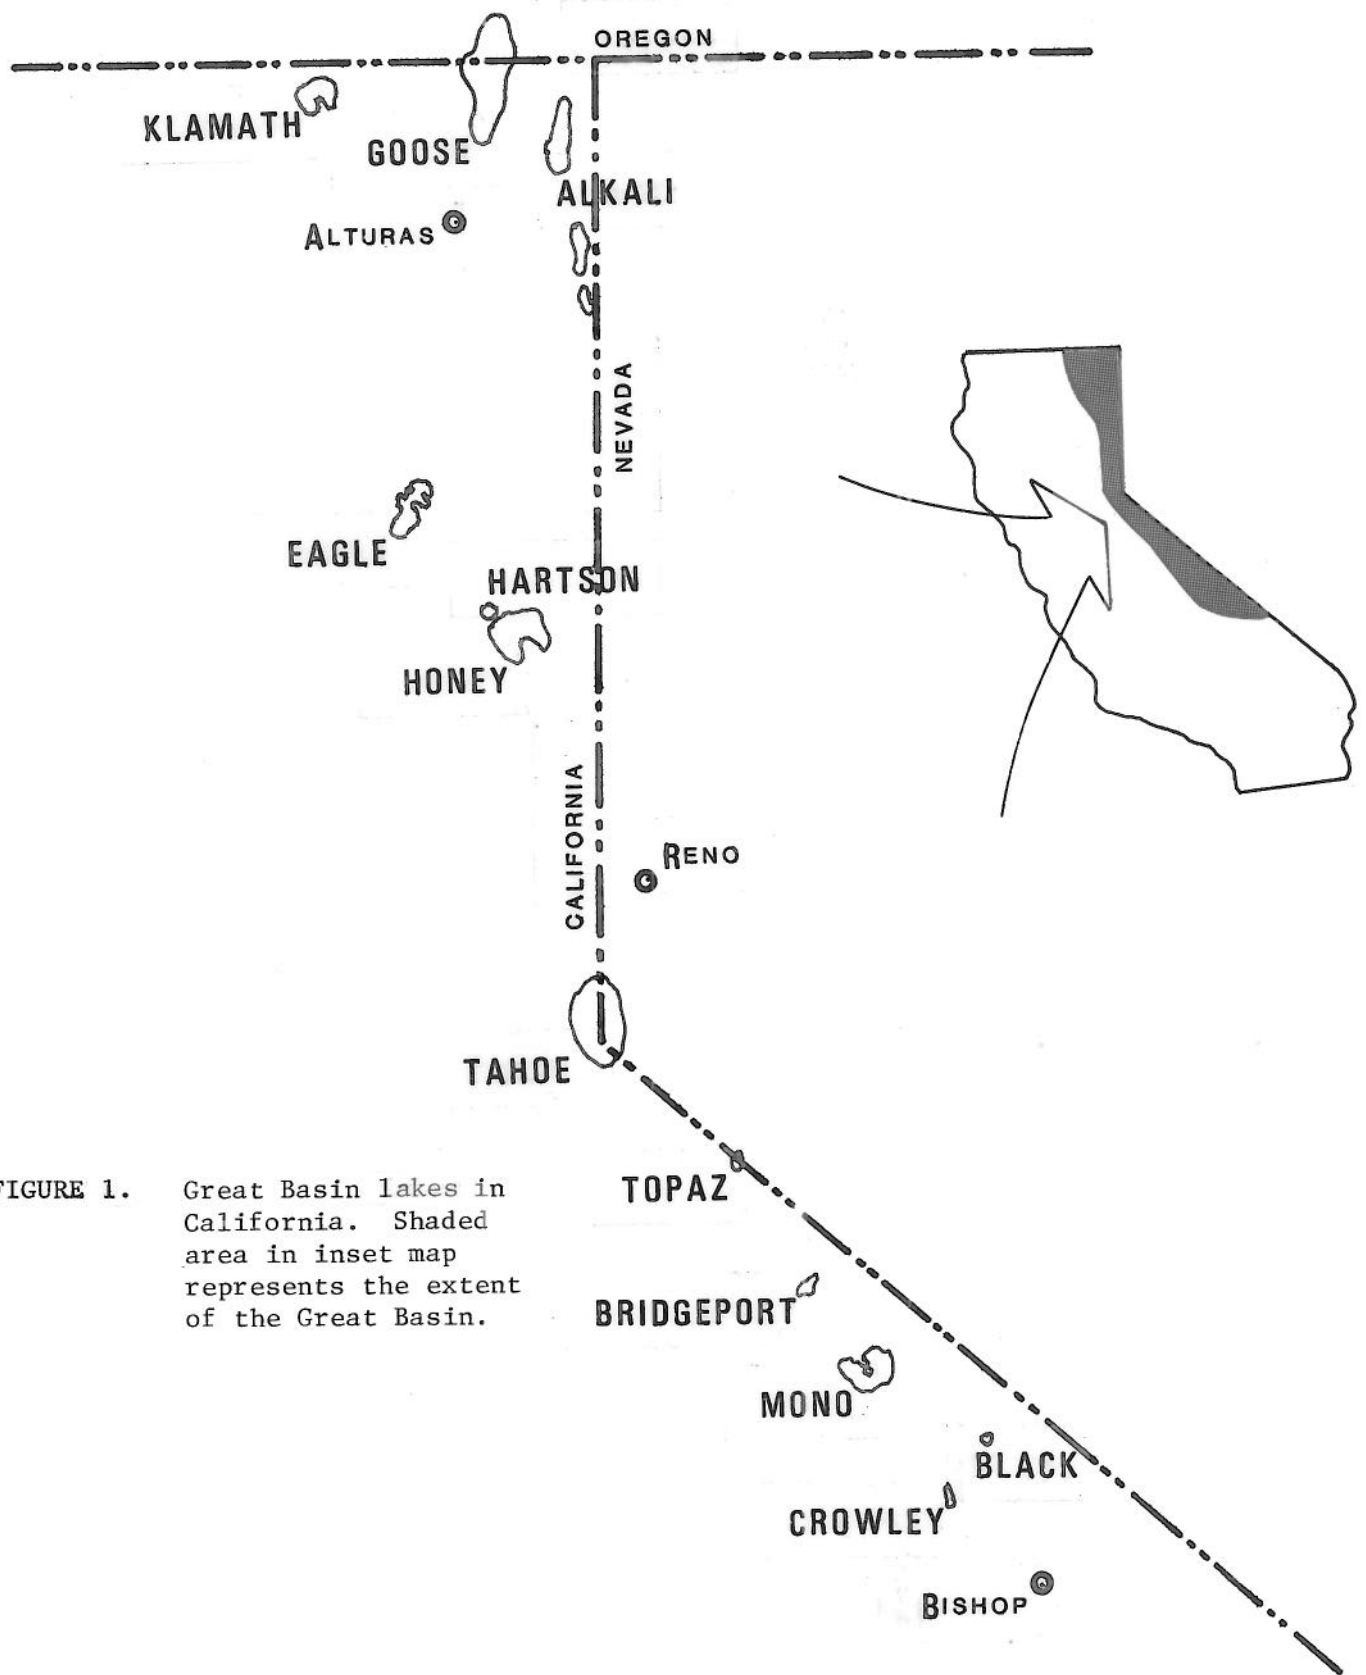 OREGON
KLAMATH
GOOSE
ALKALI
ALTURAS
NEVADA
EAGLE
HARTSON
HONEY
CALIFORNIA
RENO
TAHOE
TOPAZ
FIGURE 1. Great Basin lakes in
California. Shaded
area in inset map
represents the extent
of the Great Basin.
BRIDGEPORT
MONO
BLACK
CROWLEY
BISHOP